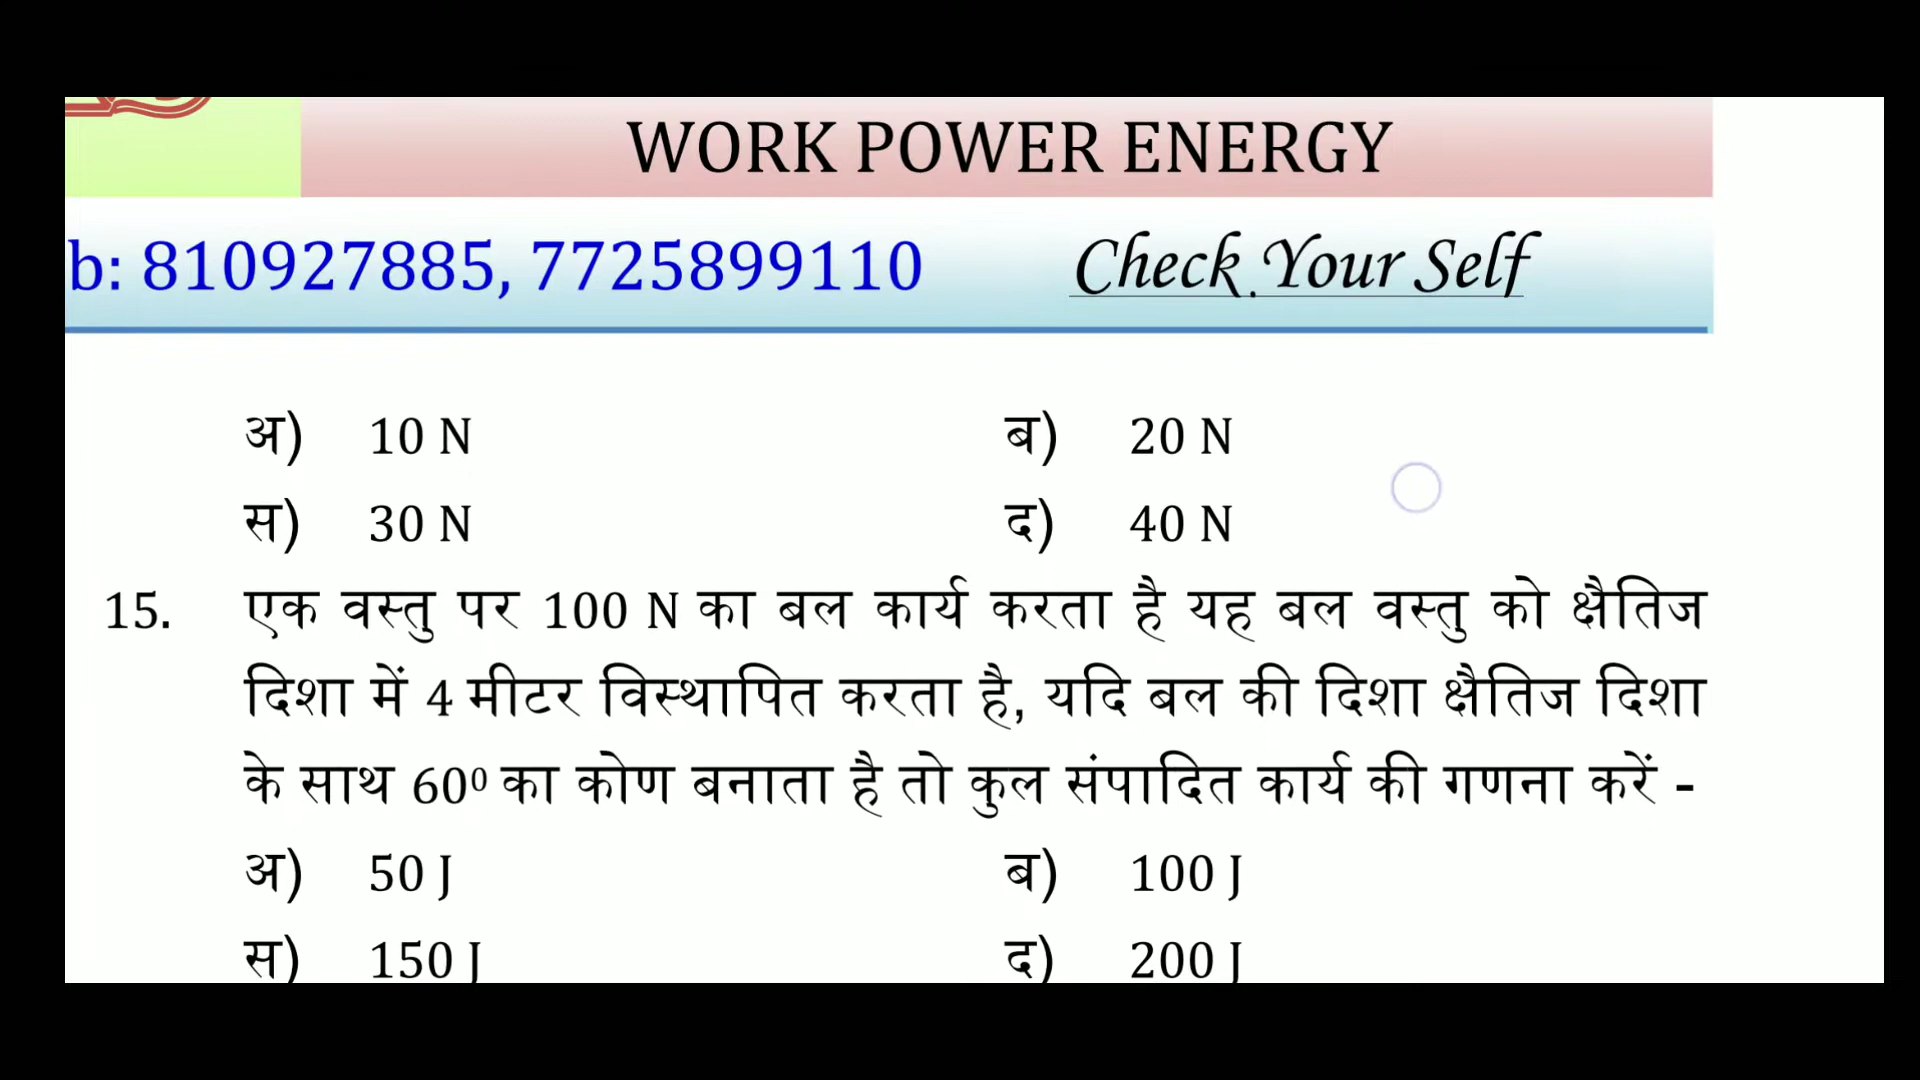 WORK POWER ENERGY
b: 810927885, 7725899110 Check Your Self
अ) 10 N ब) 20 N
स) 30 N द) 40 N
15. एक वस्तु पर 100 N का बल कार्य करता है यह बल वस्तु को क्षैतिज
दिशा में 4 मीटर विस्थापित करता है, यदि बल की दिशा क्षैतिज दिशा
के साथ 60⁰ का कोण बनाता है तो कुल संपादित कार्य की गणना करें -
अ) 50 J ब) 100 J
स) 150 J द) 200 J